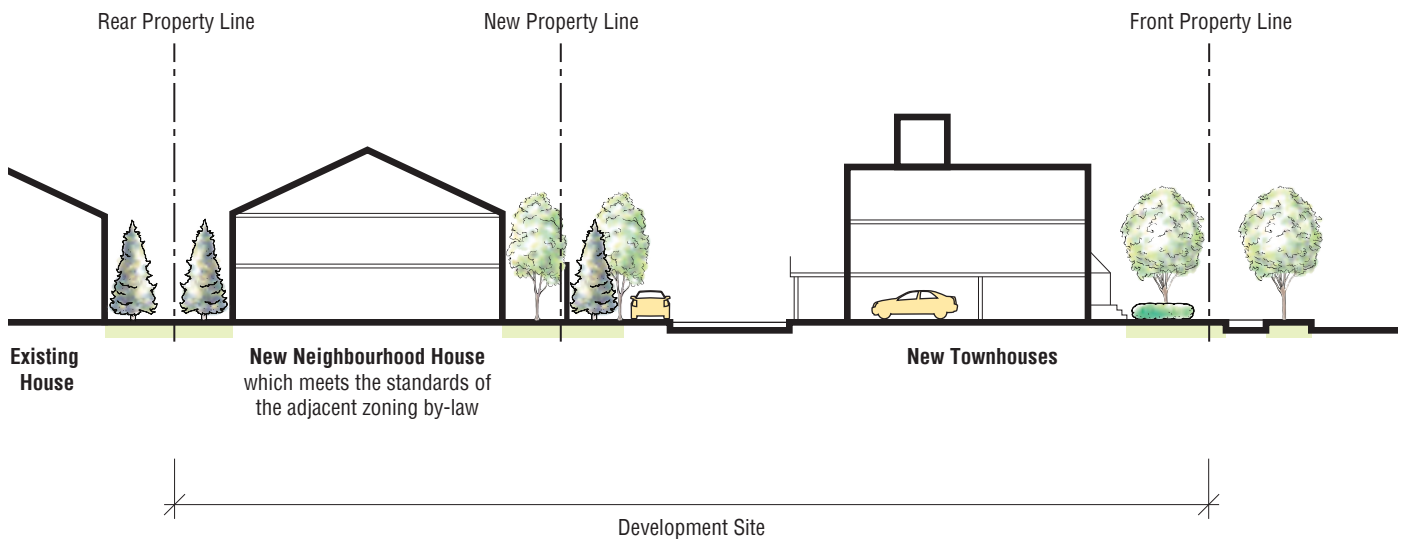 Rear Property Line
New Property Line
Front Property Line
Existing
House
New Neighbourhood House
which meets the standards of
the adjacent zoning by-law
New Townhouses
Development Site